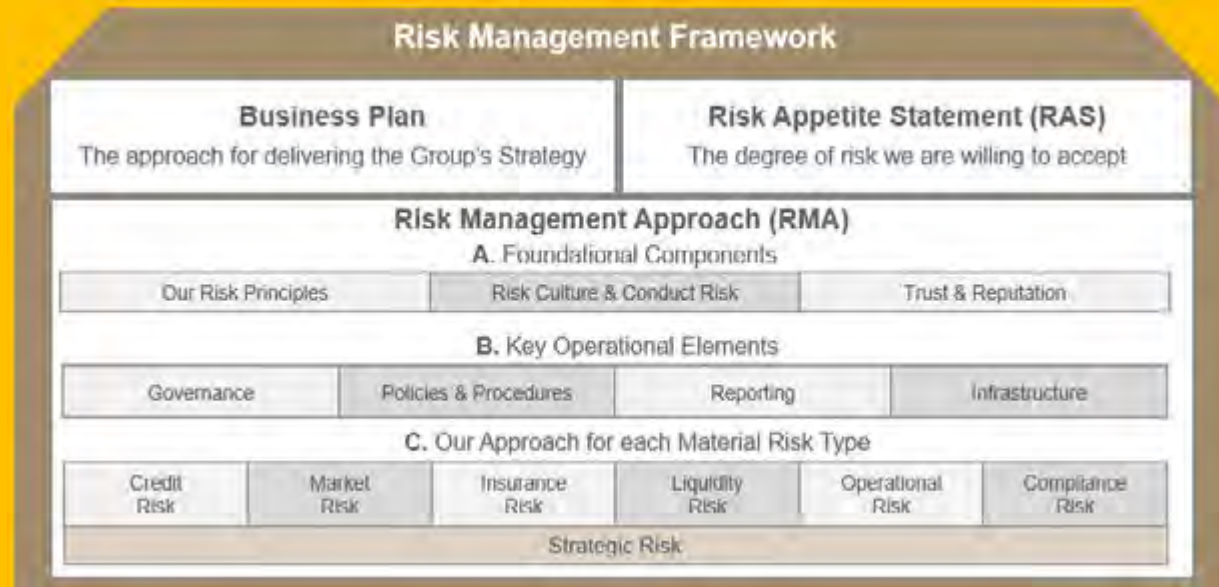 Risk Management Framework
Business Plan
The approach for delivering the Group's Strategy
Risk Appetite Statement (RAS)
The degree of risk we are willing to accept
Risk Management Approach (RMA)
A. Foundational Components
Our Risk Principles
Risk Culture & Conduct Risk
Trust & Reputation
B. Key Operational Elements
Governance
Policies & Procedures
Reporting
Infrastructure
C. Our Approach for each Material Risk Type
Credit
Risk
Market
Risk
Insurance
Risk
Liquidity
Risk
Operational
Risk
Compliance
Risk
Strategic Risk